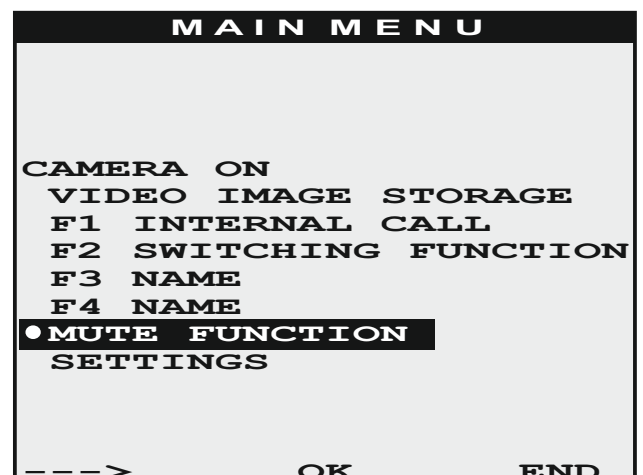 MAIN MENU
CAMERA ON
VIDEO IMAGE STORAGE
F1 INTERNAL CALL
F2 SWITCHING FUNCTION
F3 NAME
F4 NAME
MUTE FUNCTION
SETTINGS
---> OK END